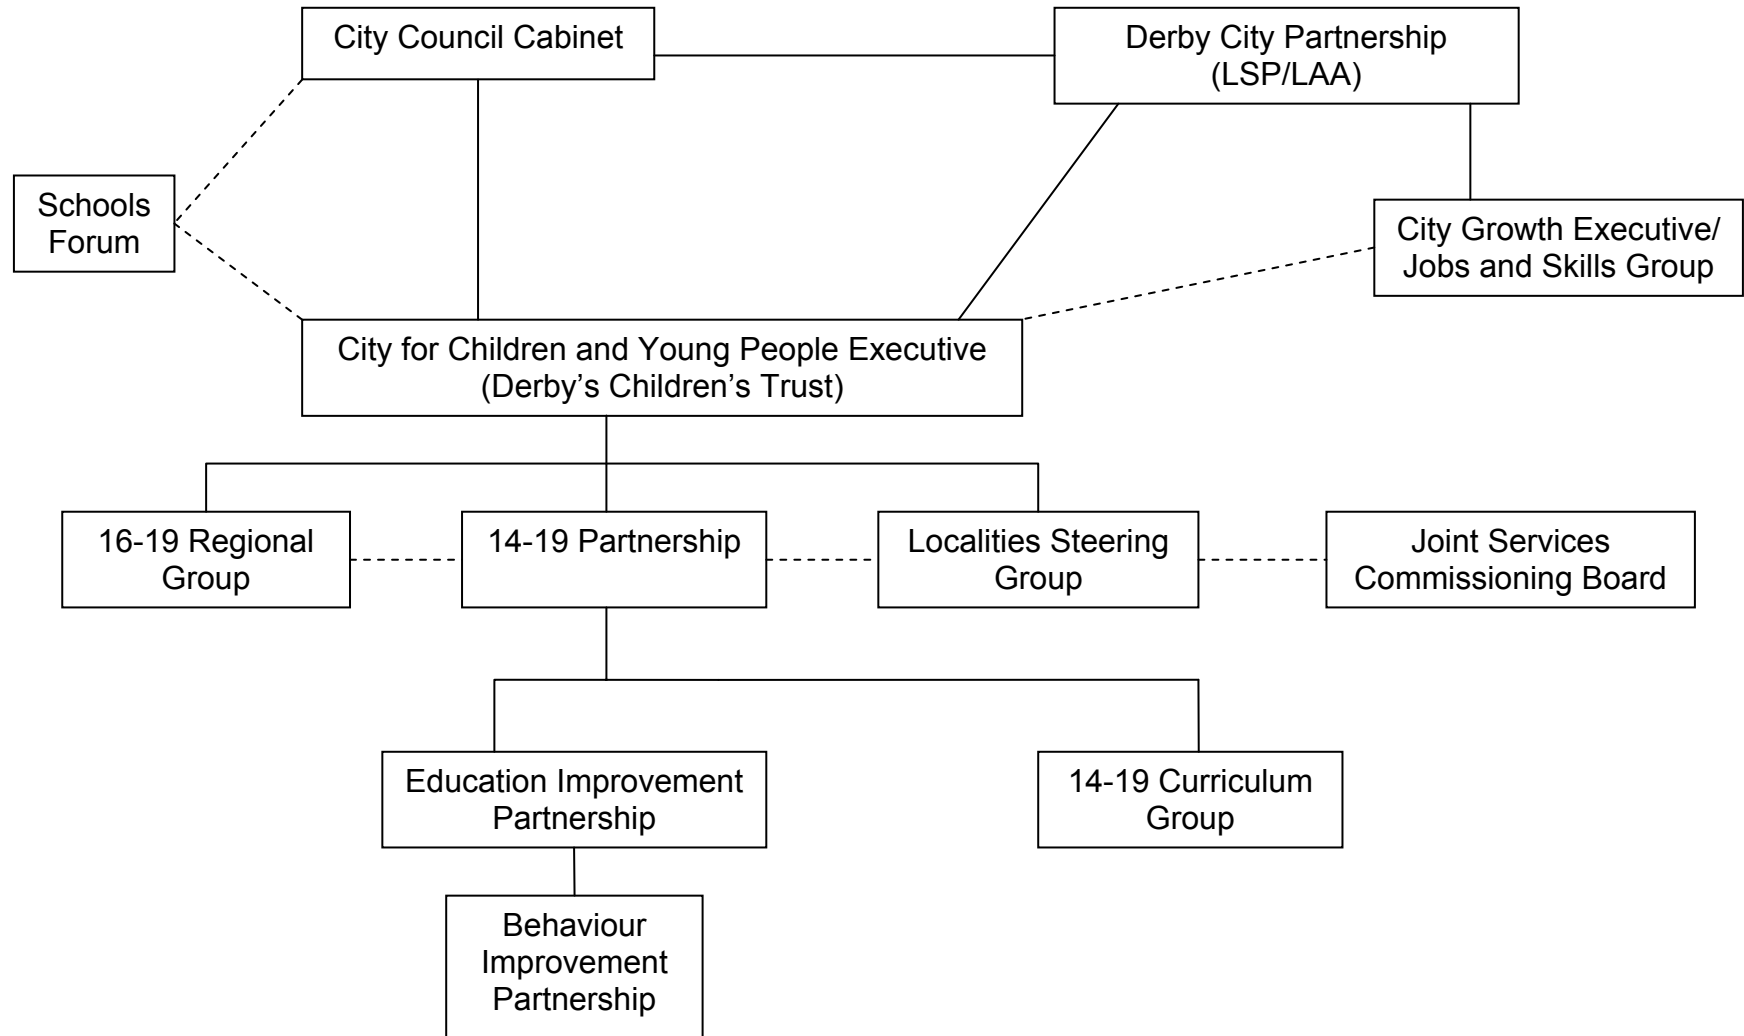 City Council Cabinet
Derby City Partnership
(LSP/LAA)
Schools
Forum
City Growth Executive/
Jobs and Skills Group
City for Children and Young People Executive
(Derby’s Children’s Trust)
16-19 Regional
Group
14-19 Partnership
Localities Steering
Group
Joint Services
Commissioning Board
Education Improvement
Partnership
14-19 Curriculum
Group
Behaviour
Improvement
Partnership